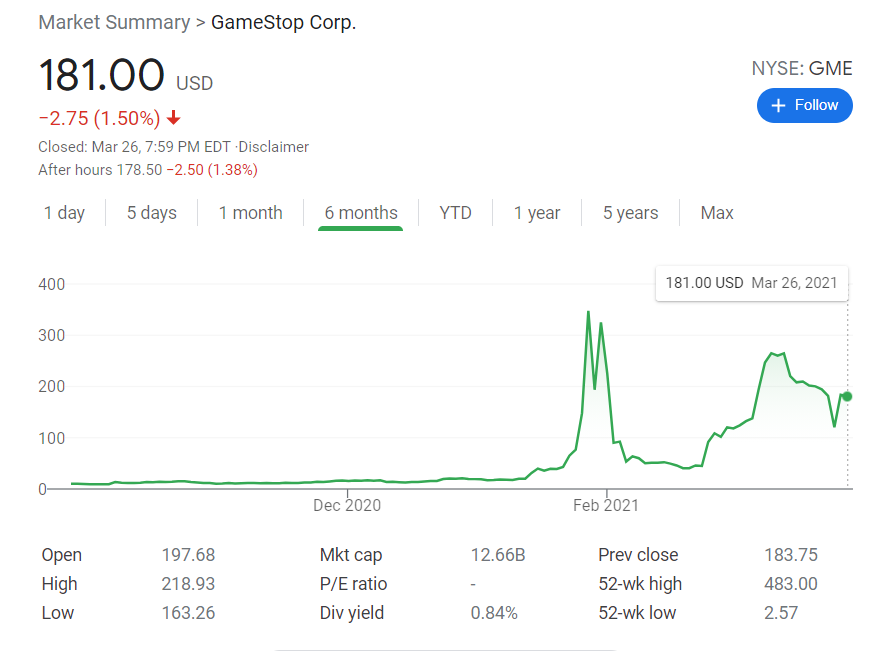 Market Summary > GameStop Corp.
181.00 USD
NYSE: GME
−2.75 (1.50%)
+ Follow
Closed: Mar 26, 7:59 PM EDT ·Disclaimer
After hours 178.50 −2.50 (1.38%)
1 day 5 days 1 month 6 months YTD 1 year 5 years Max
181.00 USD Mar 26, 2021
400
300
200
100
0
Dec 2020 Feb 2021
Open 197.68 Mkt cap 12.66B Prev close 183.75
High 218.93 P/E ratio - 52-wk high 483.00
Low 163.26 Div yield 0.84% 52-wk low 2.57